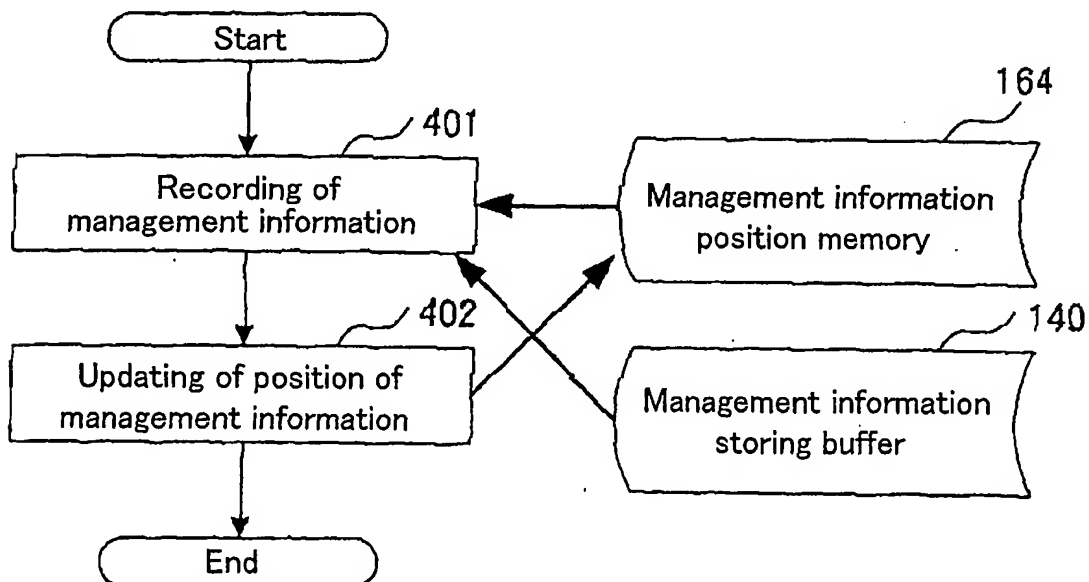 Start
401
Recording of
management information
402
Updating of position of
management information
End
164
Management information
position memory
140
Management information
storing buffer